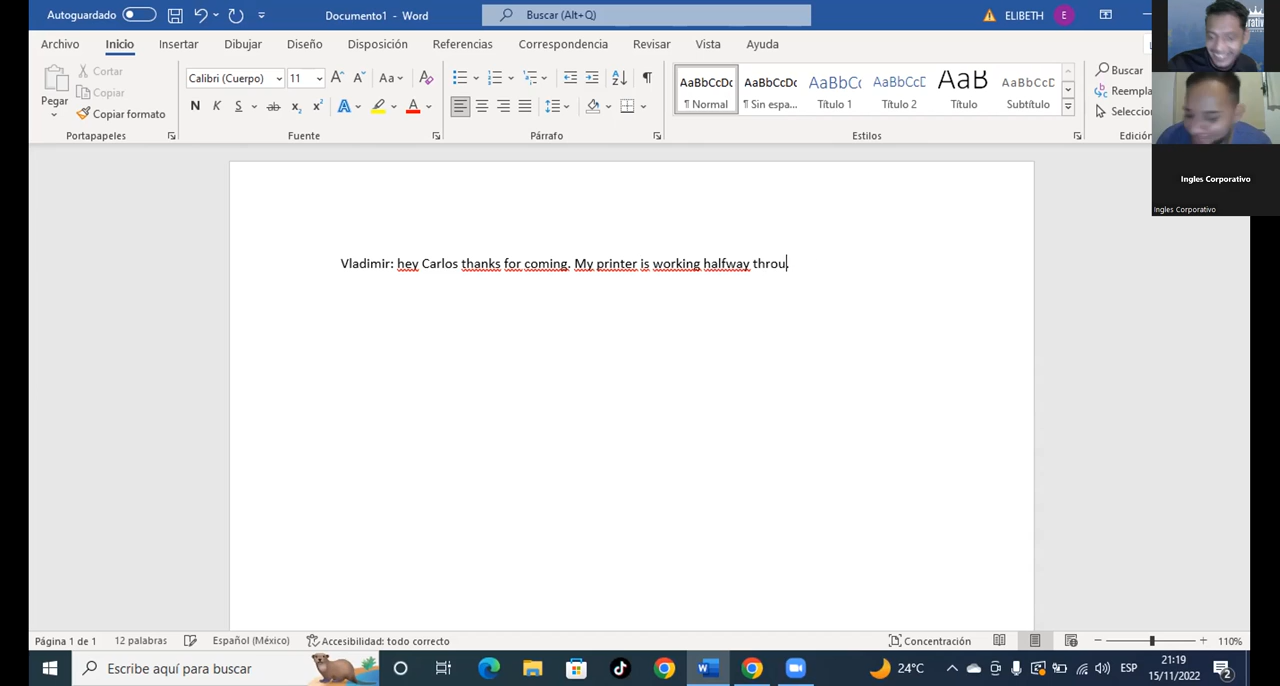 Autoguardado
Documento1 - Word
Buscar (Alt+Q)
ELIBETH
E
Archivo
Inicio
Insertar
Dibujar
Diseño
Disposición
Referencias
Correspondencia
Revisar
Vista
Ayuda
Pegar
Cortar
Copiar
Copiar formato
Portapapeles
Calibri (Cuerpo)
11
Fuente
Párrafo
AaBbCcDc
¶ Normal
AaBbCcDc
¶ Sin espa...
AaBbCc
Título 1
AaBbCcD
Título 2
AaB
Título
AaBbCcD
Subtítulo
Estilos
Buscar
Reempla
Seleccio
Edición
Ingles Corporativo
Ingles Corporativo
Vladimir: hey Carlos thanks for coming. My printer is working halfway throu.
Página 1 de 1
12 palabras
Español (México)
Accesibilidad: todo correcto
Concentración
110%
Escribe aquí para buscar
24°C
ESP
21:19
15/11/2022
2